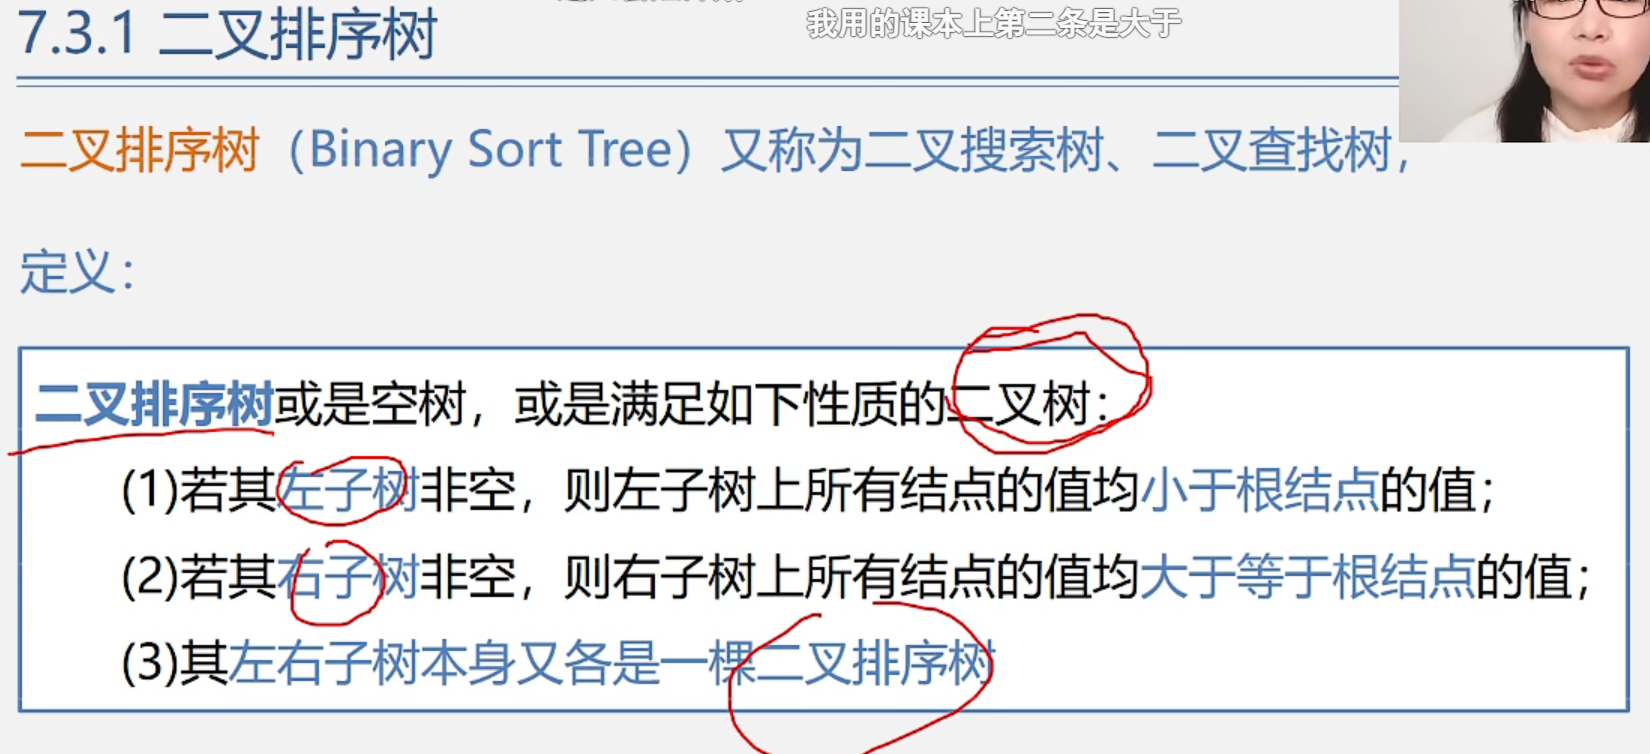 7.3.1 二叉排序树
我用的课本上第二条是大于
二叉排序树（Binary Sort Tree）又称为二叉搜索树、二叉查找树，
定义：
二叉排序树或是空树，或是满足如下性质的二叉树：
(1)若其左子树非空，则左子树上所有结点的值均小于根结点的值；
(2)若其右子树非空，则右子树上所有结点的值均大于等于根结点的值；
(3)其左右子树本身又各是一棵二叉排序树